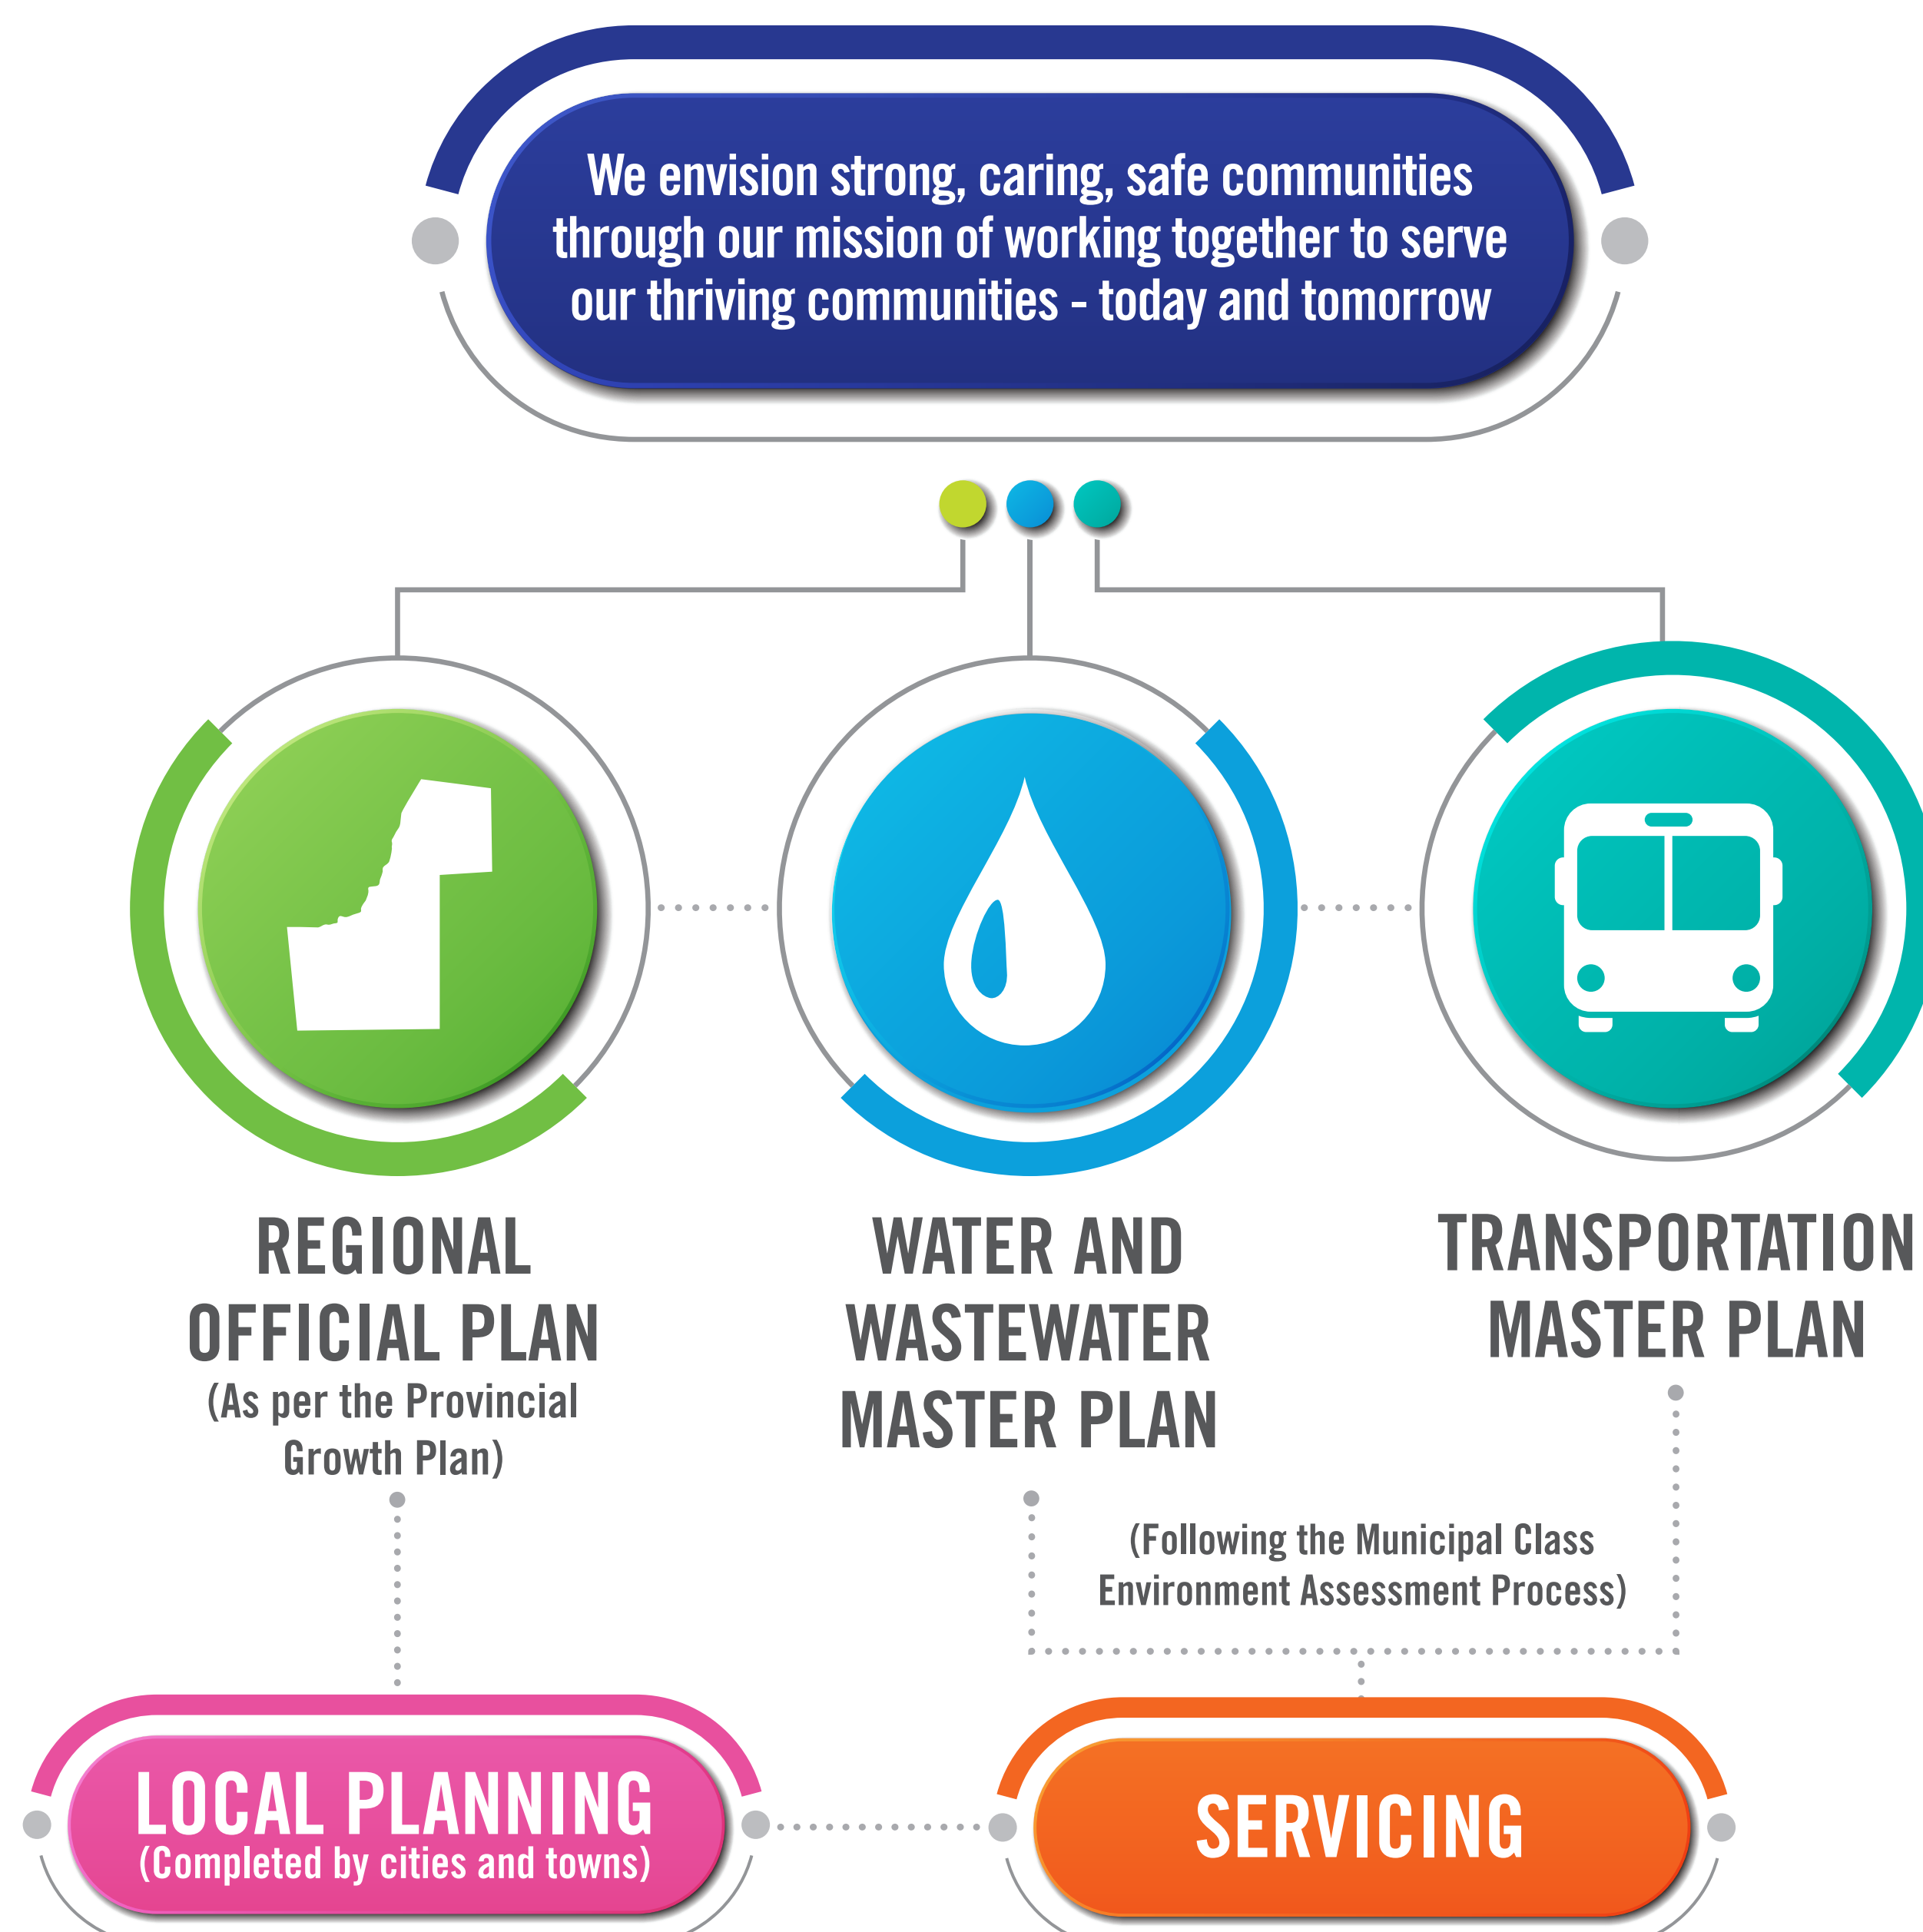 We envision strong, caring, safe communities
through our mission of working together to serve
our thriving communities - today and tomorrow
REGIONAL
OFFICIAL PLAN
(As per the Provincial
Growth Plan)
WATER AND
WASTEWATER
MASTER PLAN
TRANSPORTATION
MASTER PLAN
(Following the Municipal Class
Environment Assessment Process)
LOCAL PLANNING
(Completed by cities and towns)
SERVICING